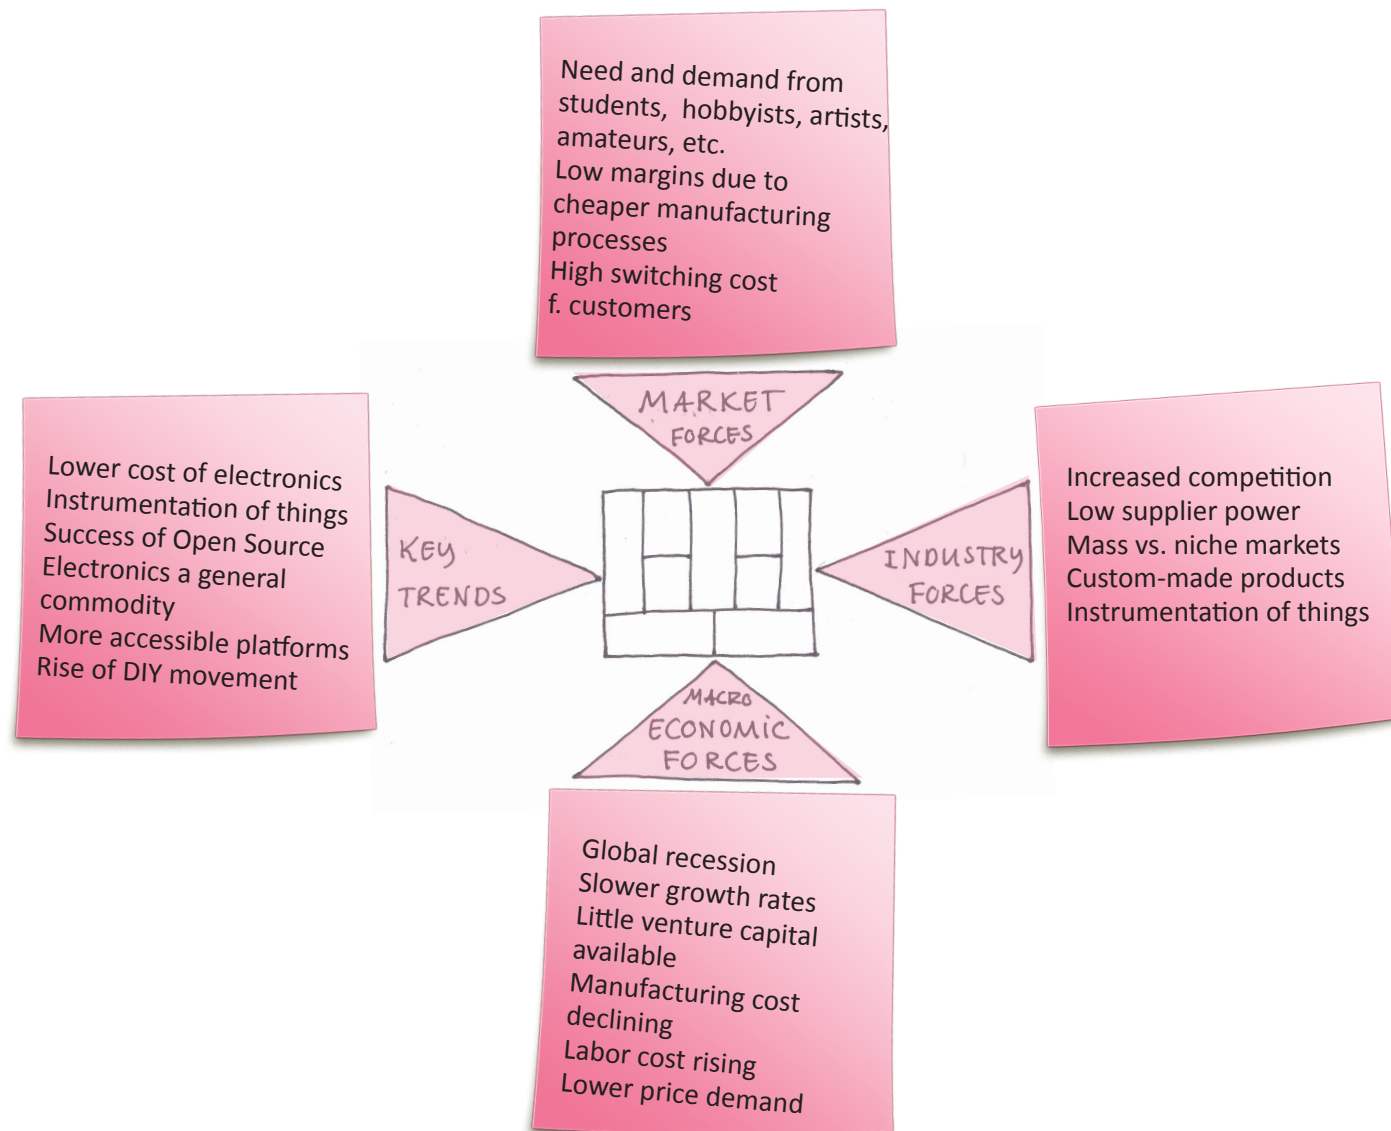 Need and demand from
students, hobbyists, artists,
amateurs, etc.
Low margins due to
cheaper manufacturing
processes
High switching cost
f. customers
MARKET
FORCES
Lower cost of electronics
Instrumentation of things
Success of Open Source
Electronics a general
commodity
More accessible platforms
Rise of DIY movement
KEY
TRENDS
INDUSTRY
FORCES
Increased competition
Low supplier power
Mass vs. niche markets
Custom-made products
Instrumentation of things
MACRO
ECONOMIC
FORCES
Global recession
Slower growth rates
Little venture capital
available
Manufacturing cost
declining
Labor cost rising
Lower price demand